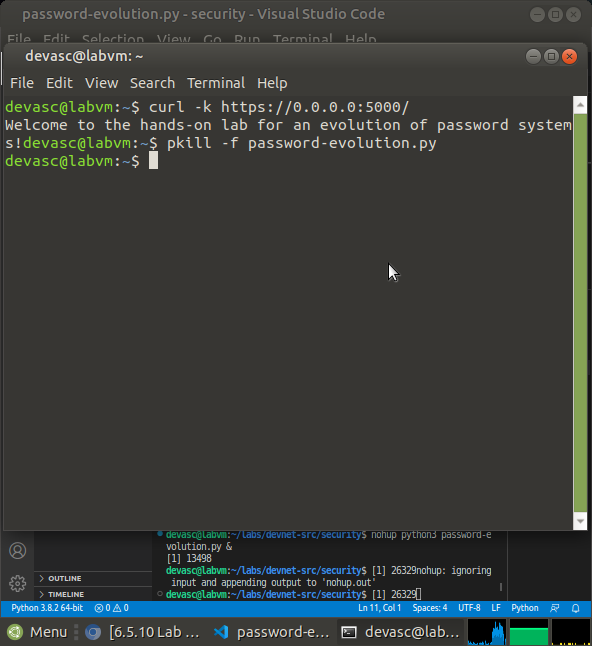 password-evolution.py - security - Visual Studio Code
File Edit Selection View Go Run Terminal Help
devasc@labvm: ~
File Edit View Search Terminal Help
devasc@labvm:~$ curl -k https://0.0.0.0:5000/
Welcome to the hands-on lab for an evolution of password system
s!devasc@labvm:~$ pkill -f password-evolution.py
devasc@labvm:~$
devasc@labvm:~/labs/devnet-src/security$ nohup python3 password-e
volution.py &
[1] 13498
devasc@labvm:~/labs/devnet-src/security$ [1] 26329nohup: ignoring
input and appending output to 'nohup.out'
devasc@labvm:~/labs/devnet-src/security$ [1] 26329
OUTLINE
TIMELINE
Python 3.8.2 64-bit 0 0 Ln 11, Col 1 Spaces: 4 UTF-8 LF Python
Menu [6.5.10 Lab ... password-e... devasc@lab...